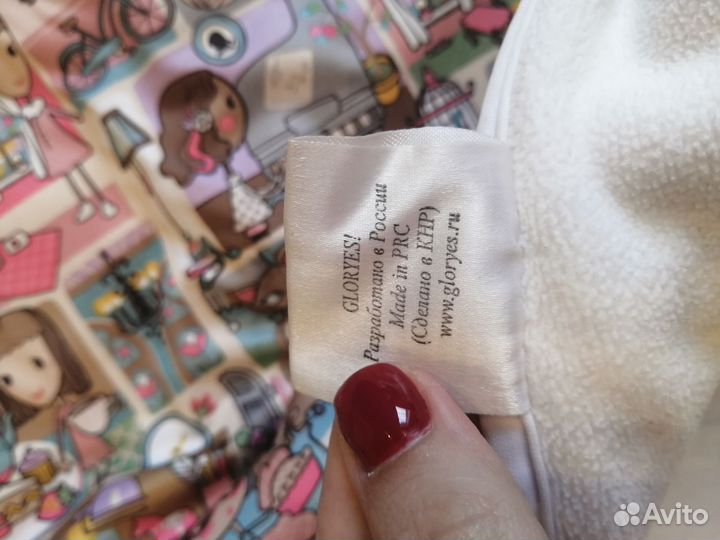 GLORYES!
Разработано в России
Made in PRC
(Сделано в КНР)
www.gloryes.ru
Avito